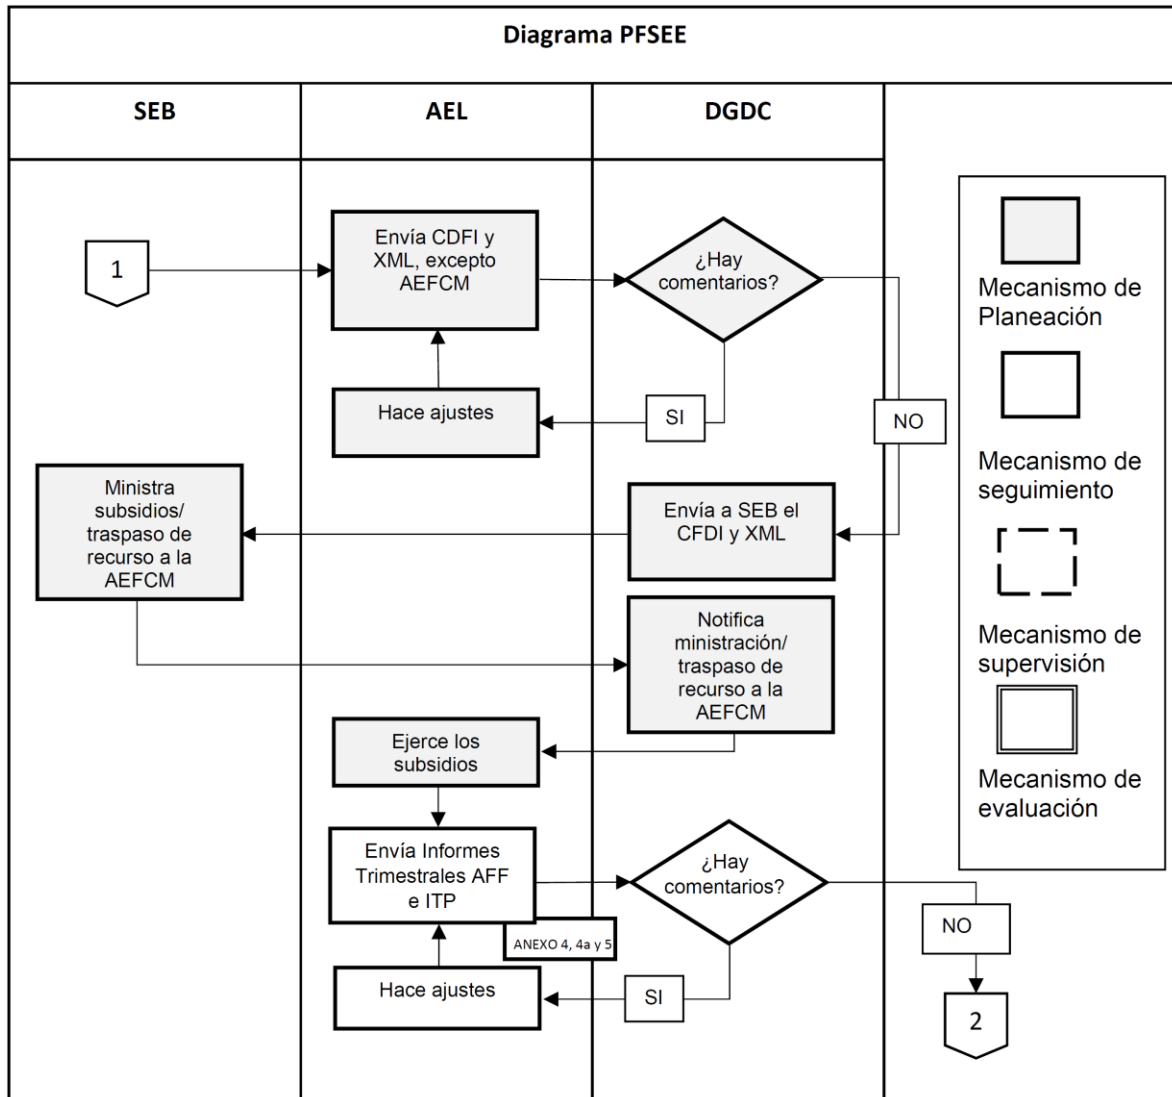 Diagrama PFSEE
SEB
AEL
DGDC
1
Envía CDFI y
XML, excepto
AEFCM
¿Hay
comentarios?
Hace ajustes
SI
NO
Ministra
subsidios/
traspaso de
recurso a la
AEFCM
Envía a SEB el
CFDI y XML
Notifica
ministración/
traspaso de
recurso a la
AEFCM
Ejerce los
subsidios
Envía Informes
Trimestrales AFF
e ITP
ANEXO 4, 4a y 5
¿Hay
comentarios?
Hace ajustes
SI
NO
2
Mecanismo de
Planeación
Mecanismo de
seguimiento
Mecanismo de
supervisión
Mecanismo de
evaluación